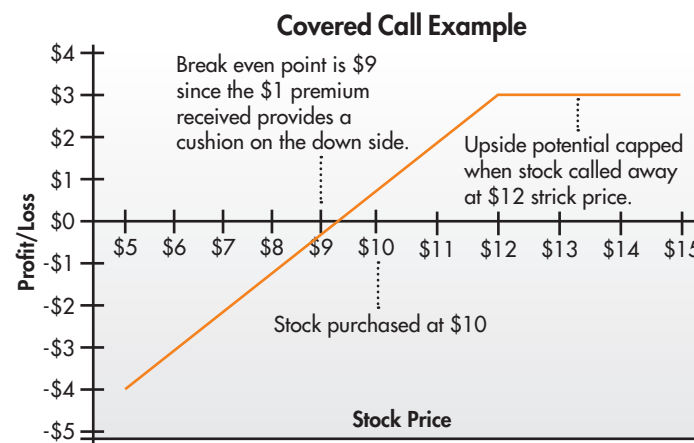 Covered Call Example
$4
$3
$2
$1
$0
-$1
-$2
-$3
-$4
-$5
Profit/Loss
Break even point is $9
since the $1 premium
received provides a
cushion on the down side.
Upside potential capped
when stock called away
at $12 strick price.
$5 $6 $7 $8 $9 $10 $11 $12 $13 $14 $15
Stock purchased at $10
Stock Price